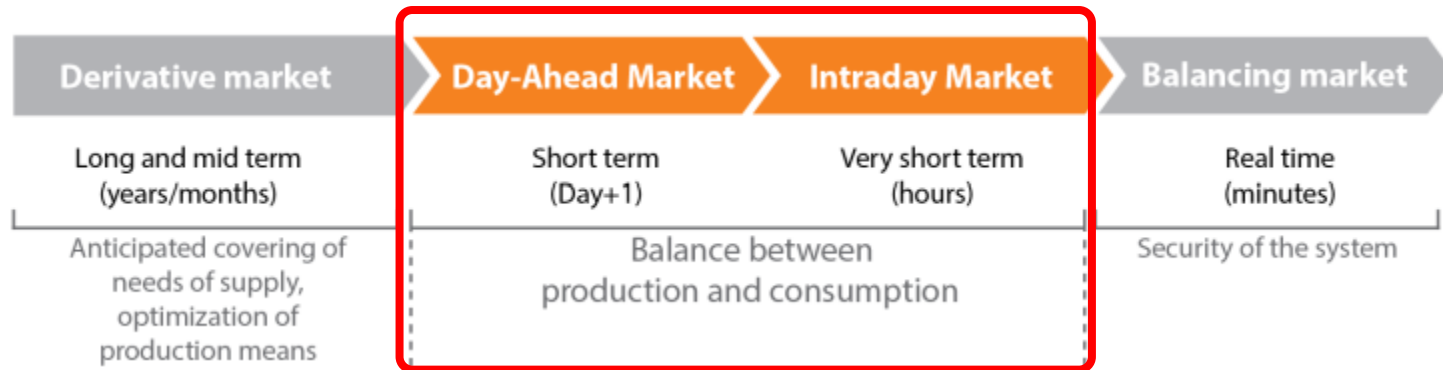 Derivative market
Day-Ahead Market
Intraday Market
Balancing market
Long and mid term
(years/months)
Short term
(Day+1)
Very short term
(hours)
Real time
(minutes)
Anticipated covering of
needs of supply,
optimization of
production means
Balance between
production and consumption
Security of the system